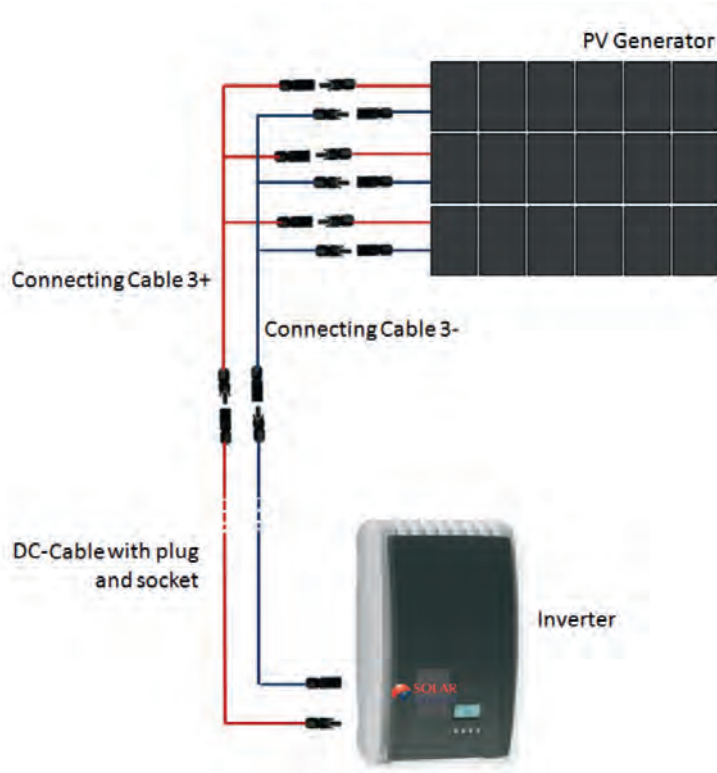 PV Generator
Connecting Cable 3+
Connecting Cable 3-
DC-Cable with plug
and socket
Inverter
SOLAR